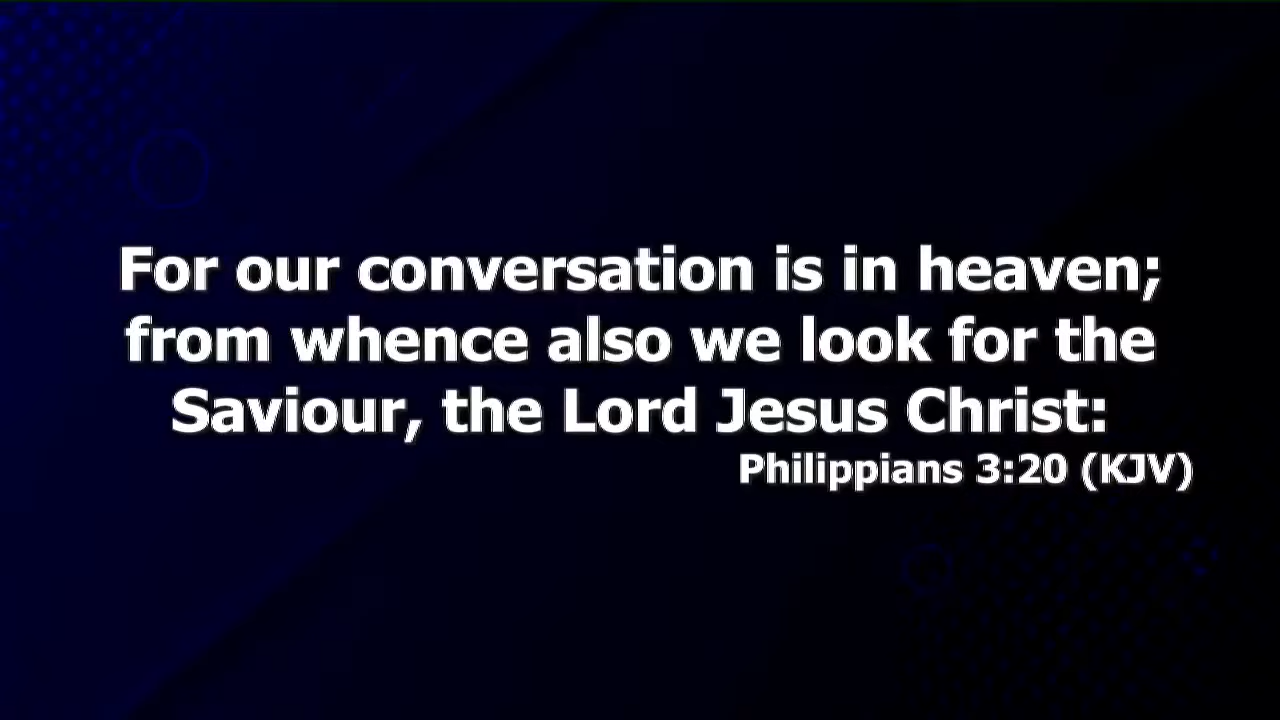 For our conversation is in heaven;
from whence also we look for the
Saviour, the Lord Jesus Christ:
Philippians 3:20 (KJV)